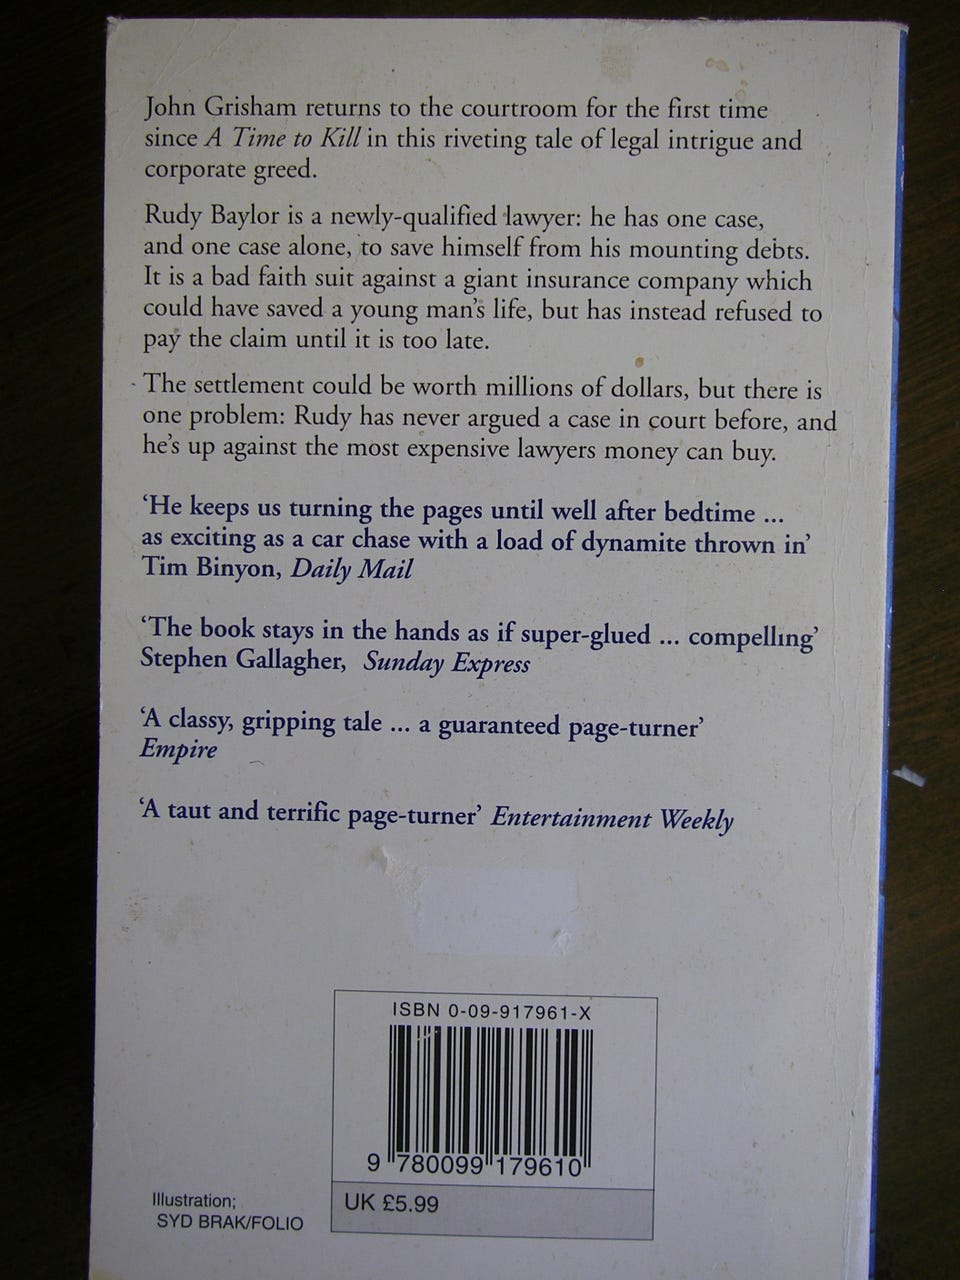 John Grisham returns to the courtroom for the first time
since A Time to Kill in this riveting tale of legal intrigue and
corporate greed.
Rudy Baylor is a newly-qualified lawyer: he has one case,
and one case alone, to save himself from his mounting debts.
It is a bad faith suit against a giant insurance company which
could have saved a young man's life, but has instead refused to
pay the claim until it is too late.
The settlement could be worth millions of dollars, but there is
one problem: Rudy has never argued a case in court before, and
he's up against the most expensive lawyers money can buy.
‘He keeps us turning the pages until well after bedtime ...
as exciting as a car chase with a load of dynamite thrown in’
Tim Binyon, Daily Mail
‘The book stays in the hands as if super-glued ... compelling’
Stephen Gallagher, Sunday Express
‘A classy, gripping tale ... a guaranteed page-turner’
Empire
‘A taut and terrific page-turner’ Entertainment Weekly
ISBN 0-09-917961-X
9 780099 179610
UK £5.99
Illustration;
SYD BRAK/FOLIO